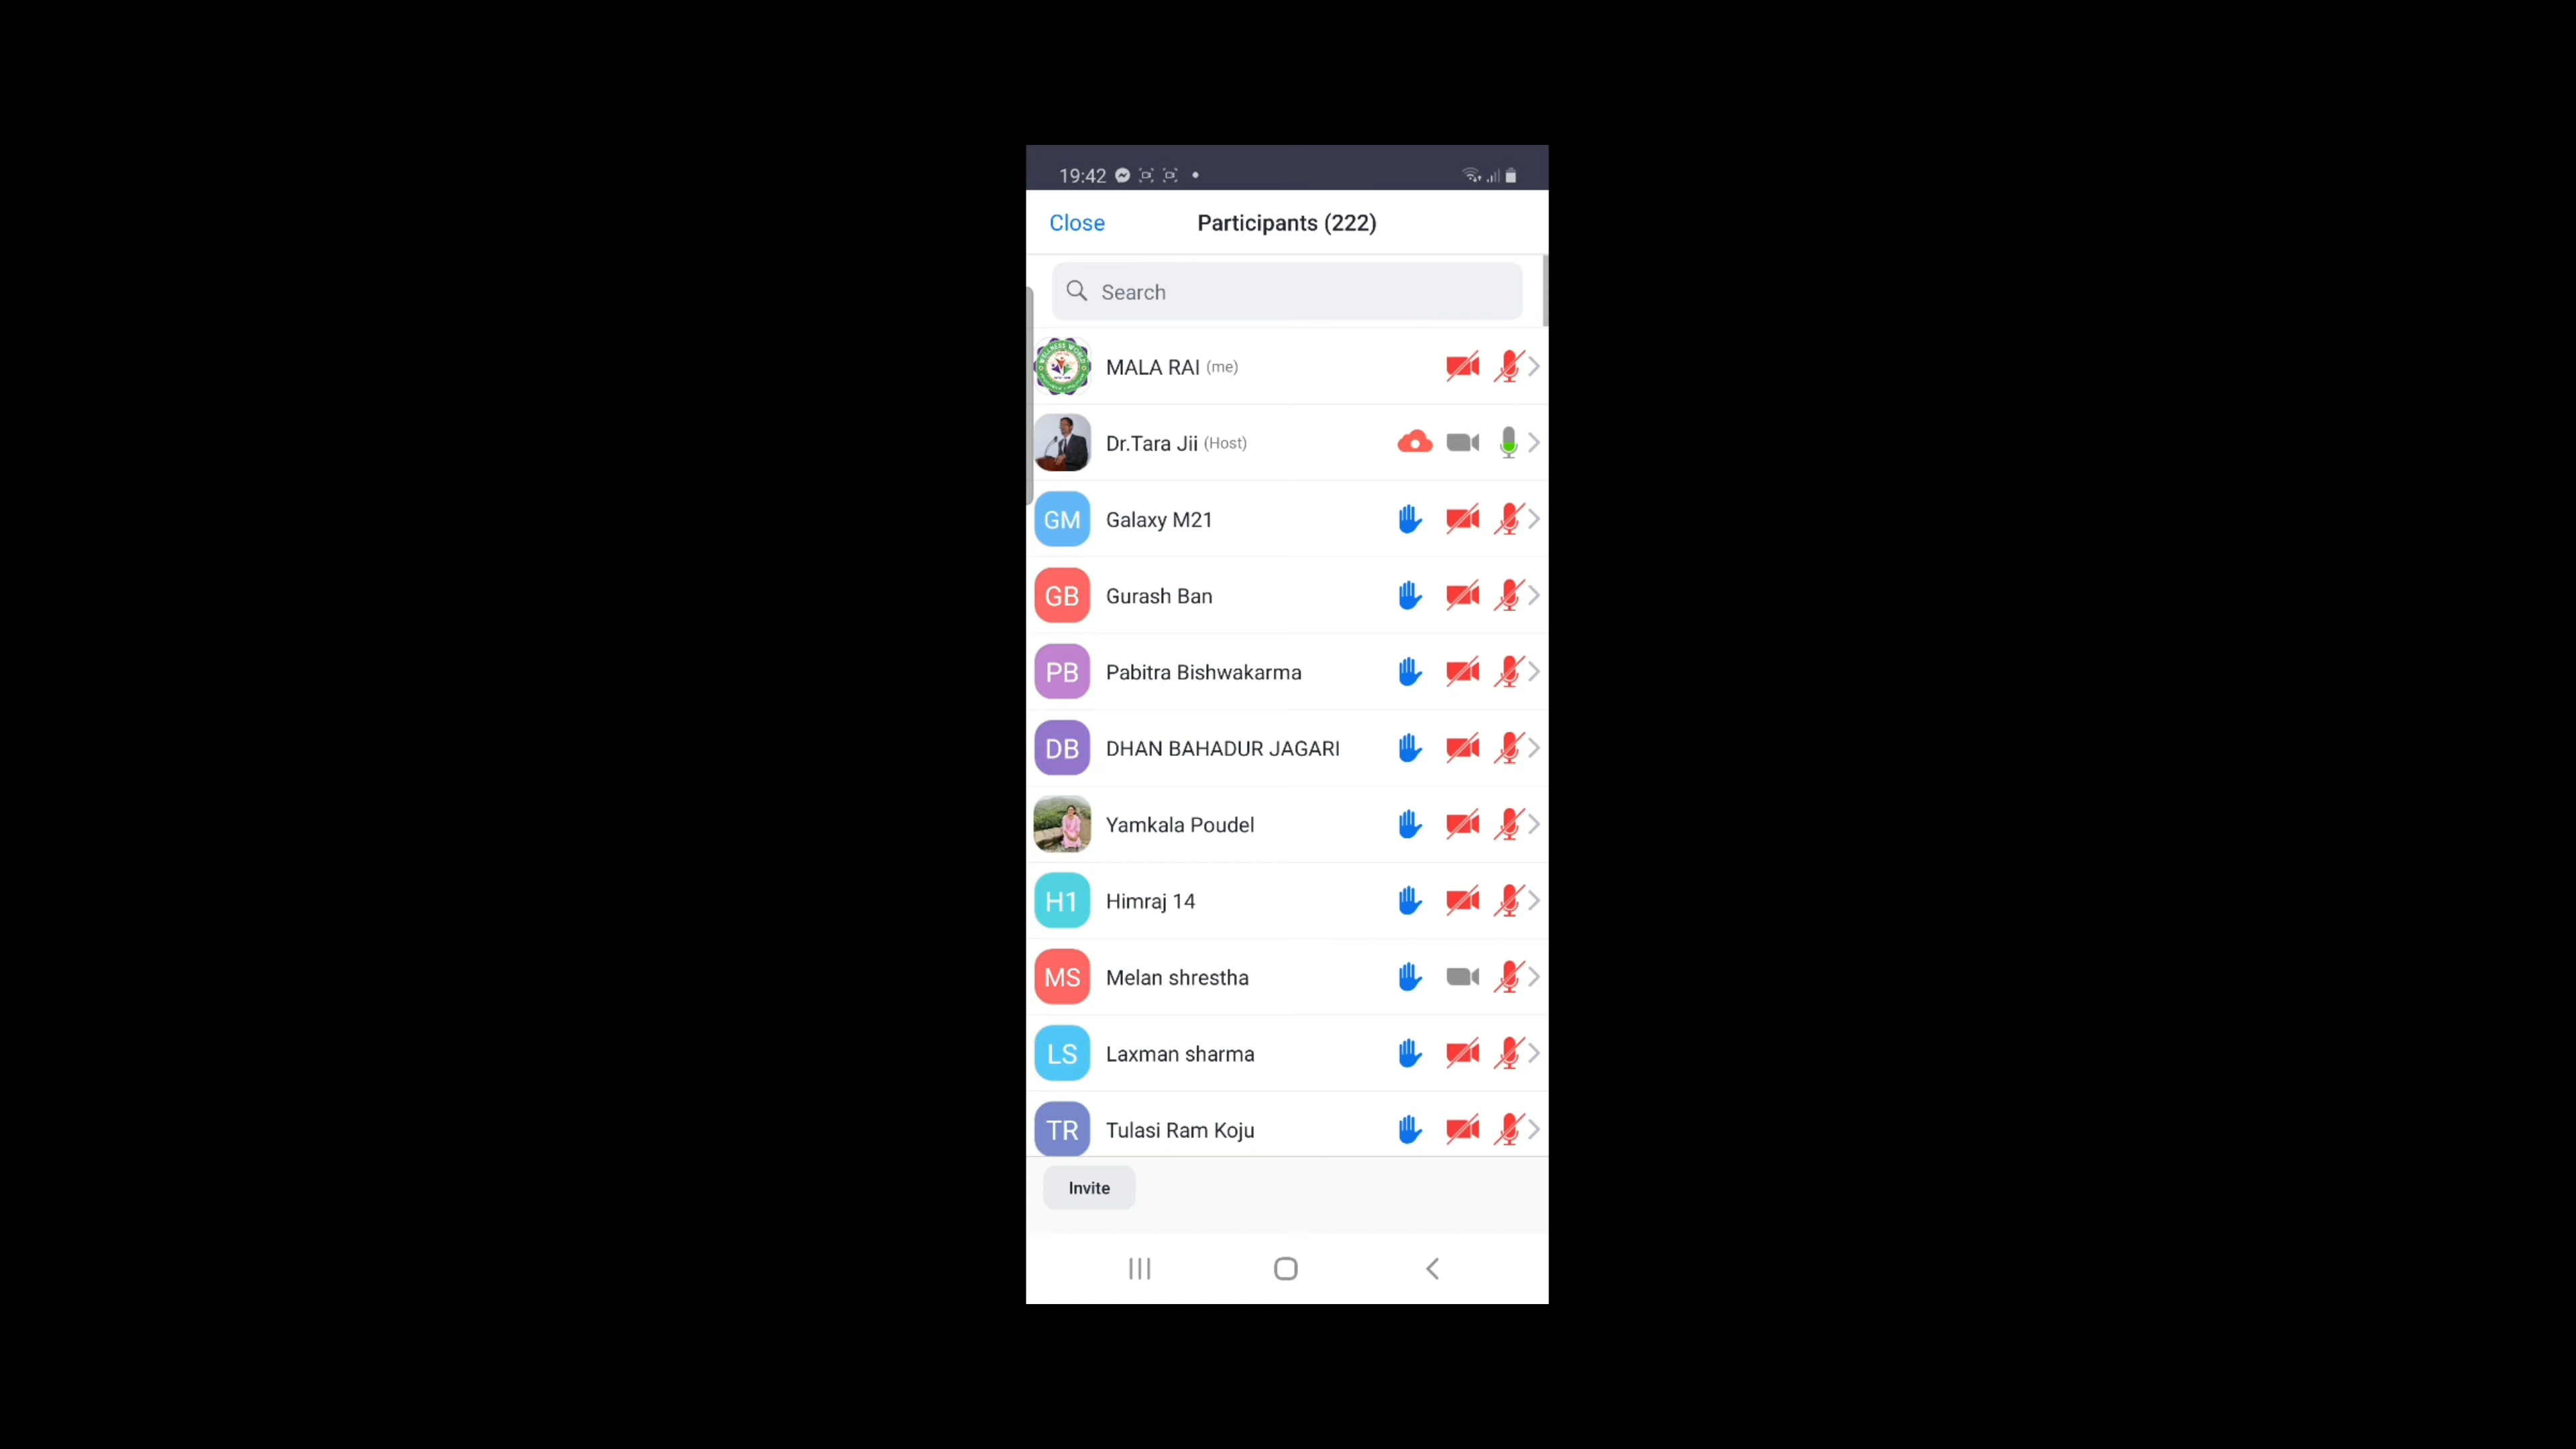 19:42
Close
Participants (222)
Search
WELLNESS WORLD
MALA RAI (me)
Dr.Tara Jii (Host)
GM
Galaxy M21
GB
Gurash Ban
PB
Pabitra Bishwakarma
DB
DHAN BAHADUR JAGARI
Yamkala Poudel
H1
Himraj 14
MS
Melan shrestha
LS
Laxman sharma
TR
Tulasi Ram Koju
Invite